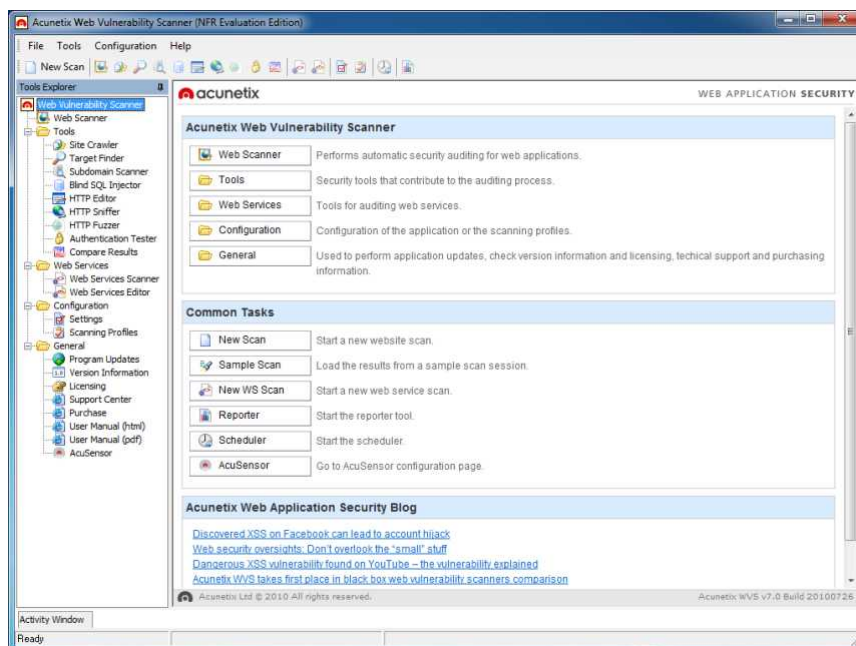 Acunetix Web Vulnerability Scanner (NFR Evaluation Edition)
File Tools Configuration Help
New Scan
Tools Explorer
Web Vulnerability Scanner
Web Scanner
Tools
Site Crawler
Target Finder
Subdomain Scanner
Blind SQL Injector
HTTP Editor
HTTP Sniffer
HTTP Fuzzer
Authentication Tester
Compare Results
Web Services
Web Services Scanner
Web Services Editor
Configuration
Settings
Scanning Profiles
General
Program Updates
Version Information
Licensing
Support Center
Purchase
User Manual (html)
User Manual (pdf)
AcuSensor
acunetix
WEB APPLICATION SECURITY
Acunetix Web Vulnerability Scanner
Web Scanner Performs automatic security auditing for web applications.
Tools Security tools that contribute to the auditing process.
Web Services Tools for auditing web services.
Configuration Configuration of the application or the scanning profiles.
General Used to perform application updates, check version information and licensing, techical support and purchasing
information.
Common Tasks
New Scan Start a new website scan.
Sample Scan Load the results from a sample scan session.
New WS Scan Start a new web service scan.
Reporter Start the reporter tool.
Scheduler Start the scheduler.
AcuSensor Go to AcuSensor configuration page.
Acunetix Web Application Security Blog
Discovered XSS on Facebook can lead to account hijack
Web security oversights: Don't overlook the "small" stuff
Dangerous XSS vulnerability found on YouTube – the vulnerability explained
Acunetix WVS takes first place in black box web vulnerability scanners comparison
Acunetix Ltd © 2010 All rights reserved.
Acunetix WVS v7.0 Build 20100726
Activity Window
Ready